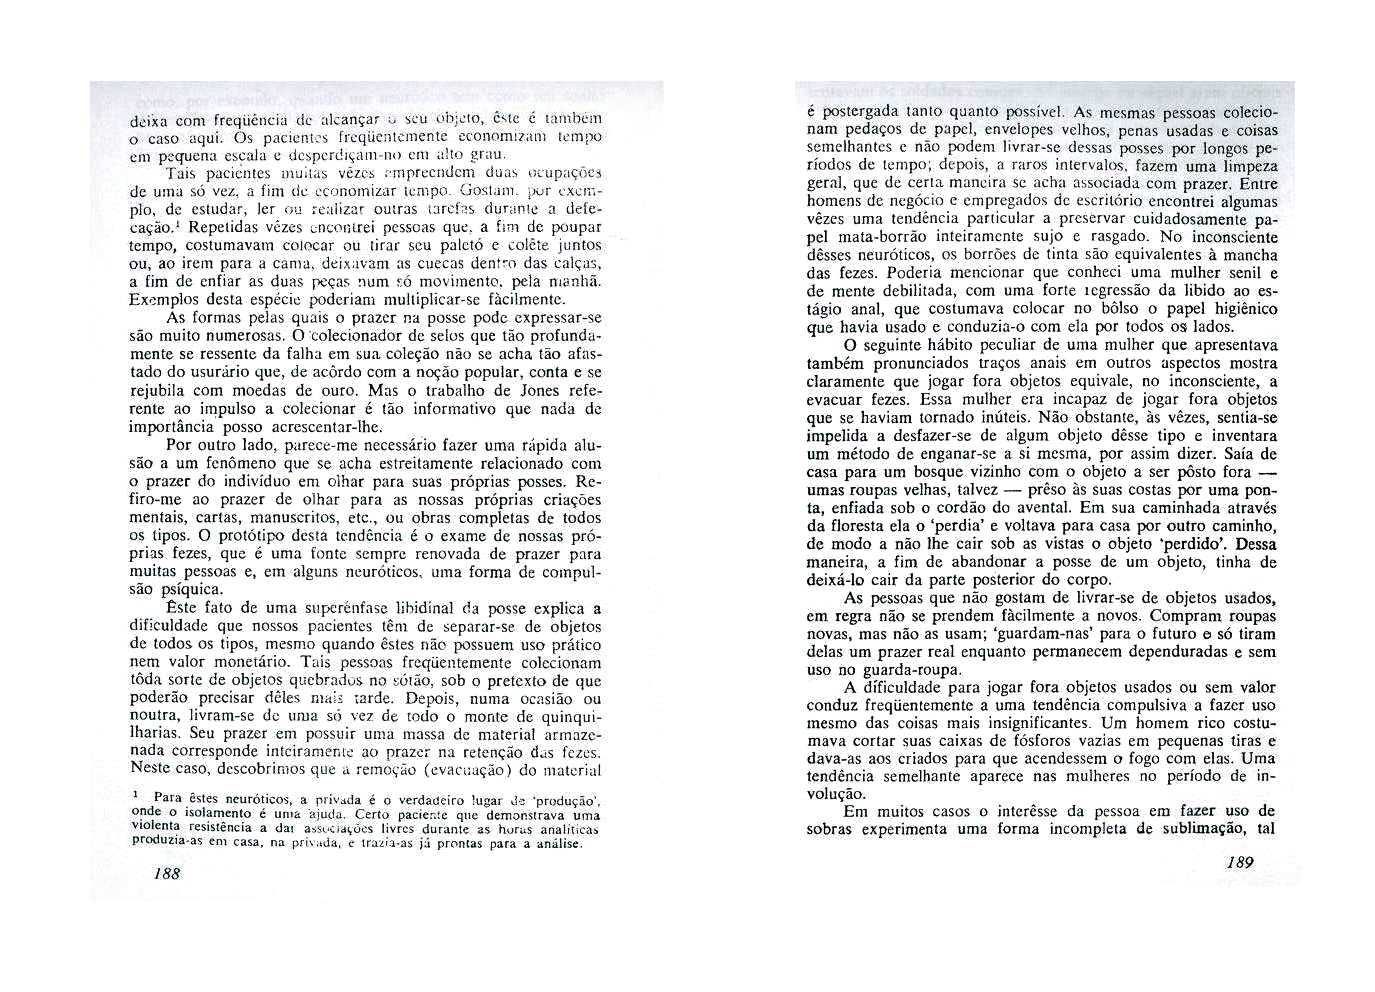 deixa com freqüência de alcançar o seu objeto, êste é também
o caso aqui. Os pacientes freqüentemente economizam tempo
em pequena escala e desperdiçam-no em alto grau.
Tais pacientes muitas vêzes empreendem duas ocupações
de uma só vez, a fim de economizar tempo. Gostam, por exem-
plo, de estudar, ler ou realizar outras tarefas durante a defe-
cação.¹ Repetidas vêzes encontrei pessoas que, a fim de poupar
tempo, costumavam colocar ou tirar seu paletó e colête juntos
ou, ao irem para a cama, deixavam as cuecas dentro das calças,
a fim de enfiar as duas peças num só movimento, pela manhã.
Exemplos desta espécie poderiam multiplicar-se fàcilmente.
As formas pelas quais o prazer na posse pode expressar-se
são muito numerosas. O colecionador de selos que tão profunda-
mente se ressente da falha em sua coleção não se acha tão afas-
tado do usurário que, de acôrdo com a noção popular, conta e se
rejubila com moedas de ouro. Mas o trabalho de Jones refe-
rente ao impulso a colecionar é tão informativo que nada de
importância posso acrescentar-lhe.
Por outro lado, parece-me necessário fazer uma rápida alu-
são a um fenômeno que se acha estreitamente relacionado com
o prazer do indivíduo em olhar para suas próprias posses. Re-
firo-me ao prazer de olhar para as nossas próprias criações
mentais, cartas, manuscritos, etc., ou obras completas de todos
os tipos. O protótipo desta tendência é o exame de nossas pró-
prias fezes, que é uma fonte sempre renovada de prazer para
muitas pessoas e, em alguns neuróticos, uma forma de compul-
são psíquica.
Êste fato de uma superênfase libidinal da posse explica a
dificuldade que nossos pacientes têm de separar-se de objetos
de todos os tipos, mesmo quando êstes não possuem uso prático
nem valor monetário. Tais pessoas freqüentemente colecionam
tôda sorte de objetos quebrados no sótão, sob o pretexto de que
poderão precisar dêles mais tarde. Depois, numa ocasião ou
noutra, livram-se de uma só vez de todo o monte de quinqui-
lharias. Seu prazer em possuir uma massa de material armaze-
nada corresponde inteiramente ao prazer na retenção das fezes.
Neste caso, descobrimos que a remoção (evacuação) do material
¹ Para êstes neuróticos, a privada é o verdadeiro lugar de 'produção',
onde o isolamento é uma ajuda. Certo paciente que demonstrava uma
violenta resistência a dar associações livres durante as horas analíticas
produzia-as em casa, na privada, e trazia-as já prontas para a análise.
188
é postergada tanto quanto possível. As mesmas pessoas colecio-
nam pedaços de papel, envelopes velhos, penas usadas e coisas
semelhantes e não podem livrar-se dessas posses por longos pe-
ríodos de tempo; depois, a raros intervalos, fazem uma limpeza
geral, que de certa maneira se acha associada com prazer. Entre
homens de negócio e empregados de escritório encontrei algumas
vêzes uma tendência particular a preservar cuidadosamente pa-
pel mata-borrão inteiramente sujo e rasgado. No inconsciente
dêsses neuróticos, os borrões de tinta são equivalentes à mancha
das fezes. Poderia mencionar que conheci uma mulher senil e
de mente debilitada, com uma forte regressão da libido ao es-
tágio anal, que costumava colocar no bôlso o papel higiênico
que havia usado e conduzia-o com ela por todos os lados.
O seguinte hábito peculiar de uma mulher que apresentava
também pronunciados traços anais em outros aspectos mostra
claramente que jogar fora objetos equivale, no inconsciente, a
evacuar fezes. Essa mulher era incapaz de jogar fora objetos
que se haviam tornado inúteis. Não obstante, às vêzes, sentia-se
impelida a desfazer-se de algum objeto dêsse tipo e inventara
um método de enganar-se a si mesma, por assim dizer. Saía de
casa para um bosque vizinho com o objeto a ser pôsto fora —
umas roupas velhas, talvez — prêso às suas costas por uma pon-
ta, enfiada sob o cordão do avental. Em sua caminhada através
da floresta ela o 'perdia' e voltava para casa por outro caminho,
de modo a não lhe cair sob as vistas o objeto 'perdido'. Dessa
maneira, a fim de abandonar a posse de um objeto, tinha de
deixá-lo cair da parte posterior do corpo.
As pessoas que não gostam de livrar-se de objetos usados,
em regra não se prendem fàcilmente a novos. Compram roupas
novas, mas não as usam; 'guardam-nas' para o futuro e só tiram
delas um prazer real enquanto permanecem dependuradas e sem
uso no guarda-roupa.
A dificuldade para jogar fora objetos usados ou sem valor
conduz freqüentemente a uma tendência compulsiva a fazer uso
mesmo das coisas mais insignificantes. Um homem rico costu-
mava cortar suas caixas de fósforos vazias em pequenas tiras e
dava-as aos criados para que acendessem o fogo com elas. Uma
tendência semelhante aparece nas mulheres no período de in-
volução.
Em muitos casos o interêsse da pessoa em fazer uso de
sobras experimenta uma forma incompleta de sublimação, tal
189